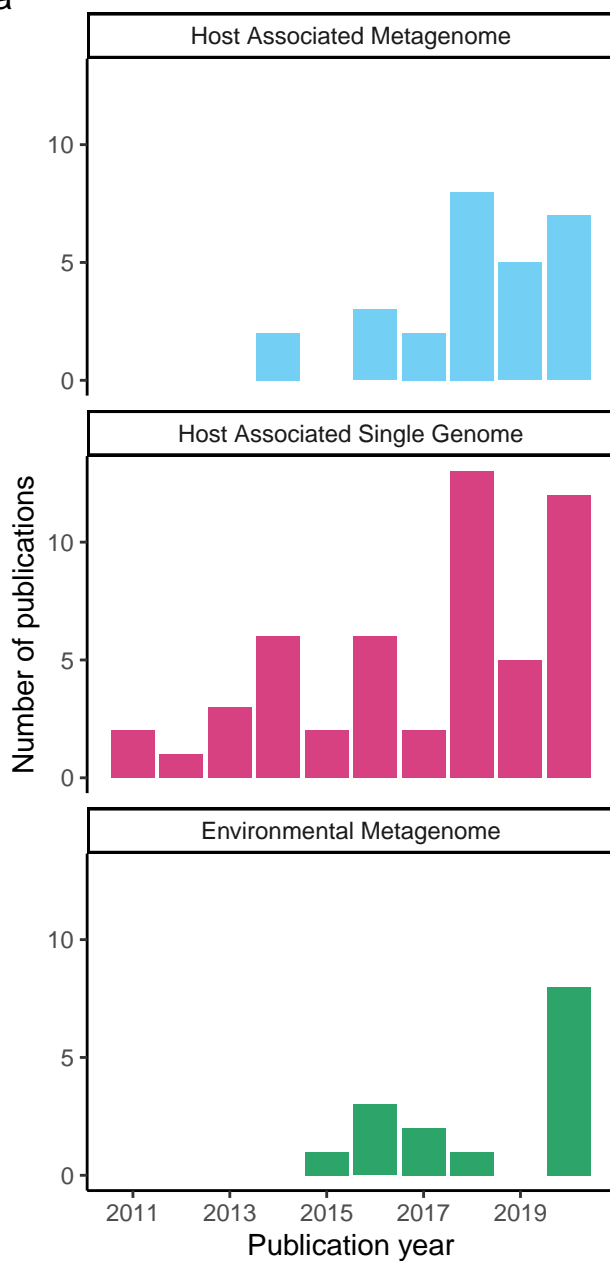 a
Host Associated Metagenome
10
5
0
Host Associated Single Genome
10
5
0
Environmental Metagenome
10
5
0
2011 2013 2015 2017 2019
Publication year
Number of publications